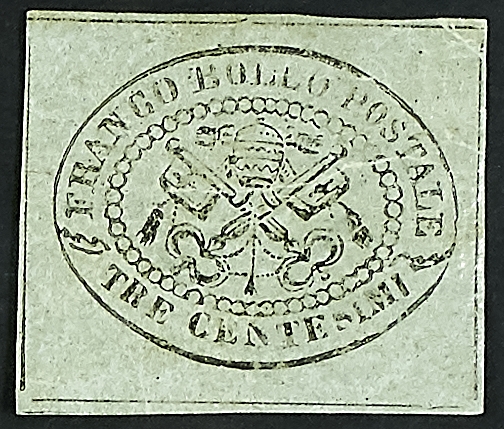 FRANCO BOLLO POSTALE
TRE CENTESIMI